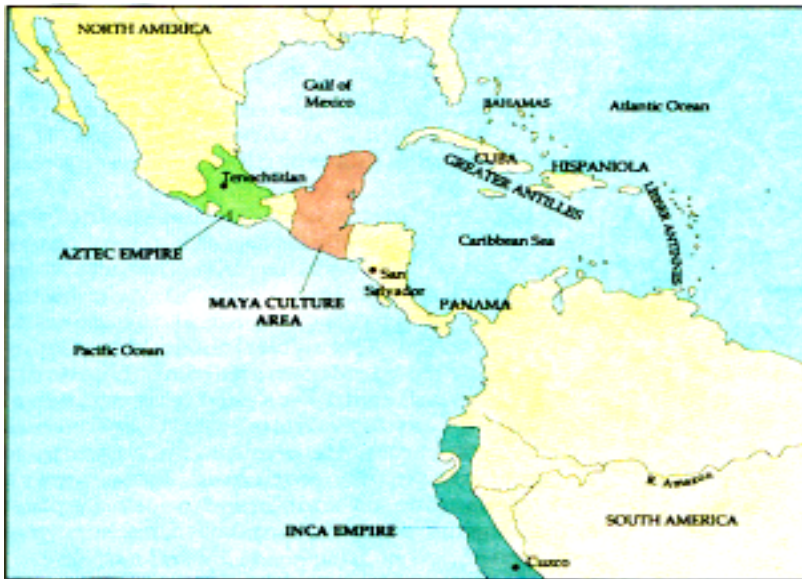 NORTH AMERICA
Gulf of
Mexico
BAHAMAS
Atlantic Ocean
CUBA
HISPANIOLA
GREATER ANTILLES
LESSER ANTINNES
Tenochtitlan
AZTEC EMPIRE
Caribbean Sea
San
Salvador
MAYA CULTURE
AREA
PANAMA
Pacific Ocean
R. Amazon
INCA EMPIRE
SOUTH AMERICA
Cuzco